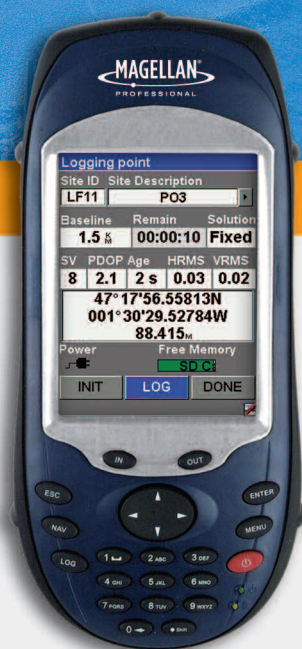 MAGELLAN
PROFESSIONAL
Logging point
Site ID Site Description
LF11 PO3
Baseline Remain Solution
1.5 KM 00:00:10 Fixed
SV PDOP Age HRMS VRMS
8 2.1 2 s 0.03 0.02
47°17'56.55813N
001°30'29.52784W
88.415M
Power Free Memory
SD C
INIT LOG DONE
IN OUT
ESC ENTER
NAV MENU
LOG 1 2 ABC 3 DEF
4 GHI 5 JKL 6 MNO
7 PQRS 8 TUV 9 WXYZ
0 • Shift